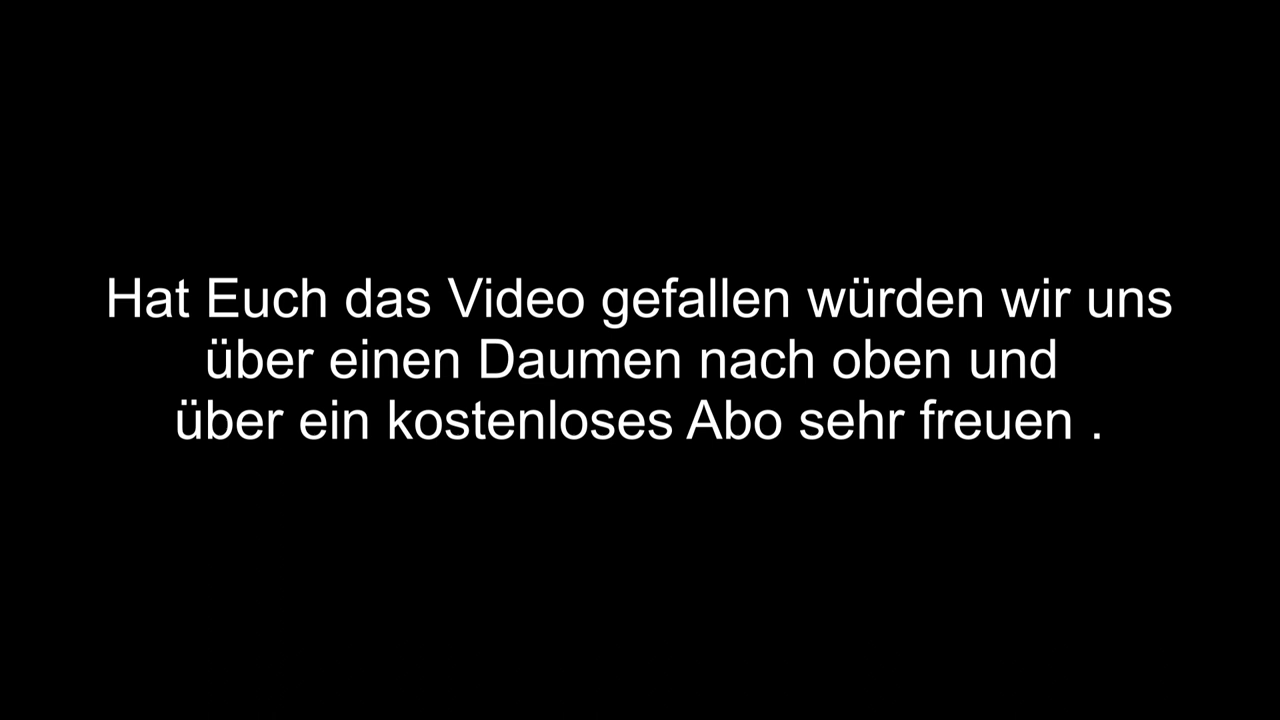 Hat Euch das Video gefallen würden wir uns
über einen Daumen nach oben und
über ein kostenloses Abo sehr freuen .